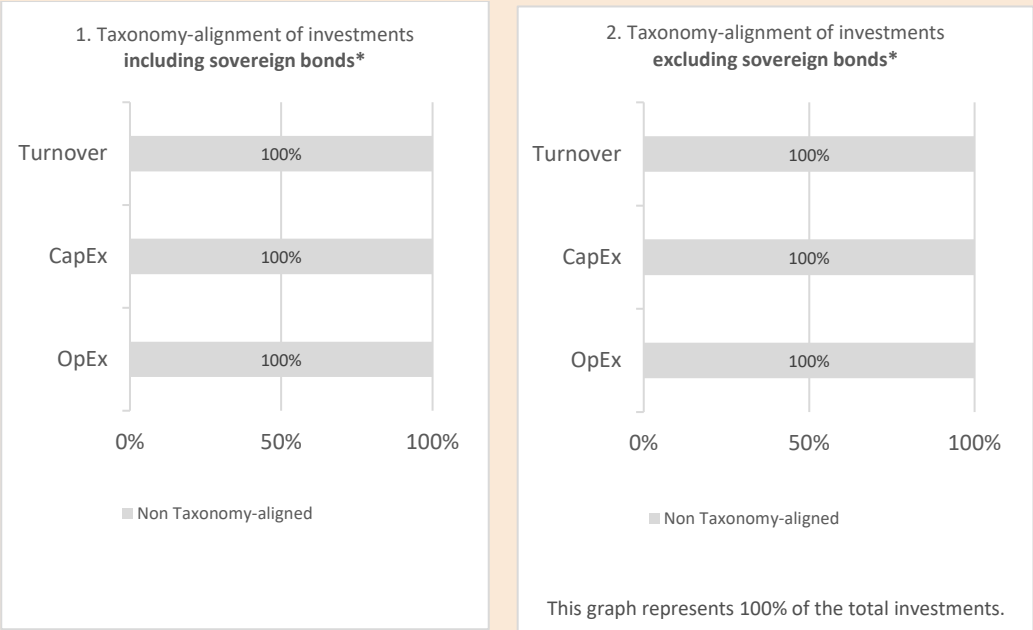 1. Taxonomy-alignment of investments
including sovereign bonds*
Turnover
100%
CapEx
100%
OpEx
100%
0%
50%
100%
Non Taxonomy-aligned
2. Taxonomy-alignment of investments
excluding sovereign bonds*
Turnover
100%
CapEx
100%
OpEx
100%
0%
50%
100%
Non Taxonomy-aligned
This graph represents 100% of the total investments.